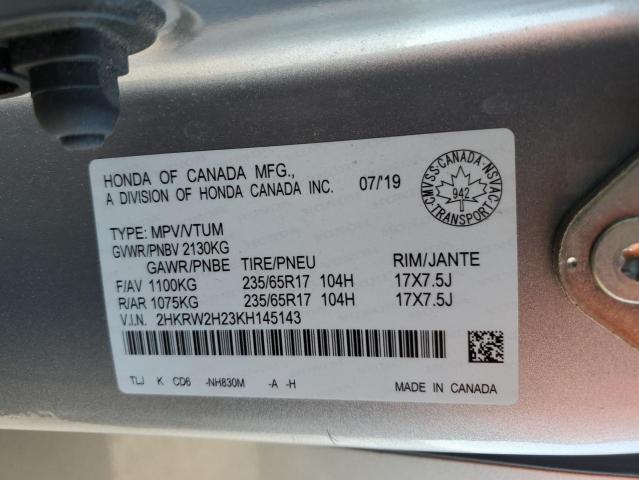 HONDA OF CANADA MFG.,
A DIVISION OF HONDA CANADA INC. 07/'19
CMVSS-CANADA-NSVAC
942
TRANSPORT
TYPE: MPV/VTUM
GVWR/PNBV 2130KG
GAWR/PNBE TIRE/PNEU RIM/JANTE
F/AV 1100KG 235/65R17 104H 17X7.5J
R/AR 1075KG 235/65R17 104H 17X7.5J
V.I.N. 2HKRW2H23KH145143
TLJ K CD6 -NH830M -A -H
MADE IN CANADA